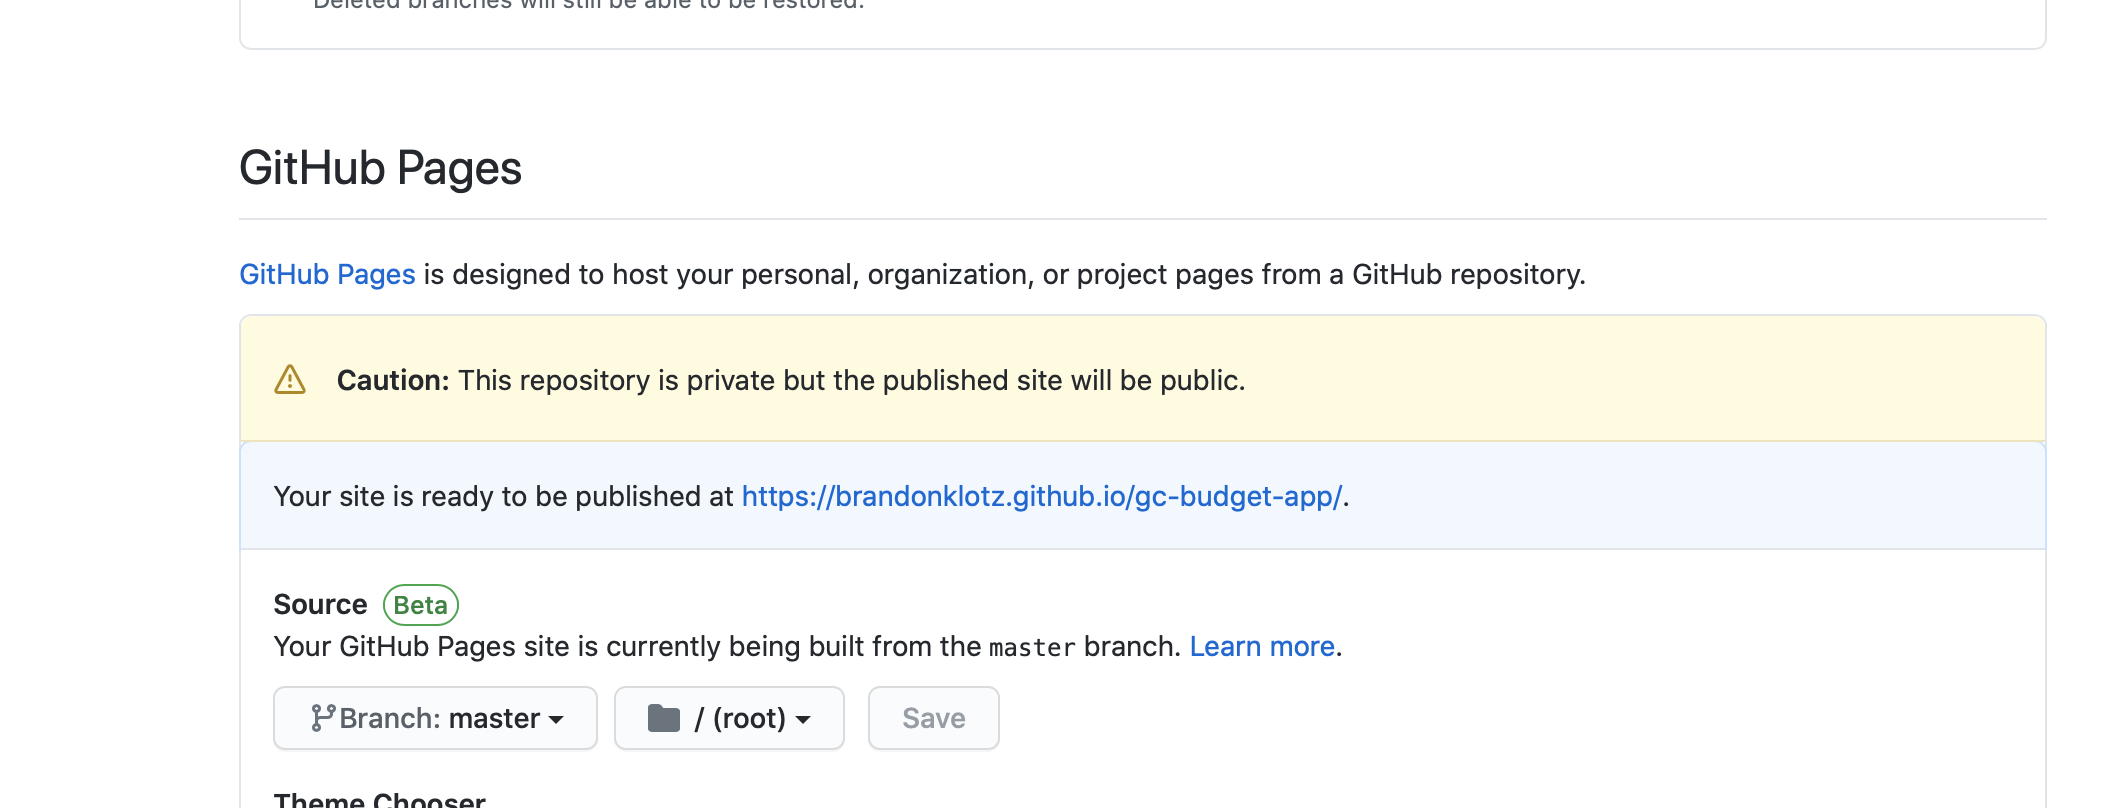 Deleted branches will still be able to be restored.
GitHub Pages
GitHub Pages is designed to host your personal, organization, or project pages from a GitHub repository.
Caution: This repository is private but the published site will be public.
Your site is ready to be published at https://brandonklotz.github.io/gc-budget-app/.
Source Beta
Your GitHub Pages site is currently being built from the master branch. Learn more.
Branch: master / (root) Save
Theme Chooser